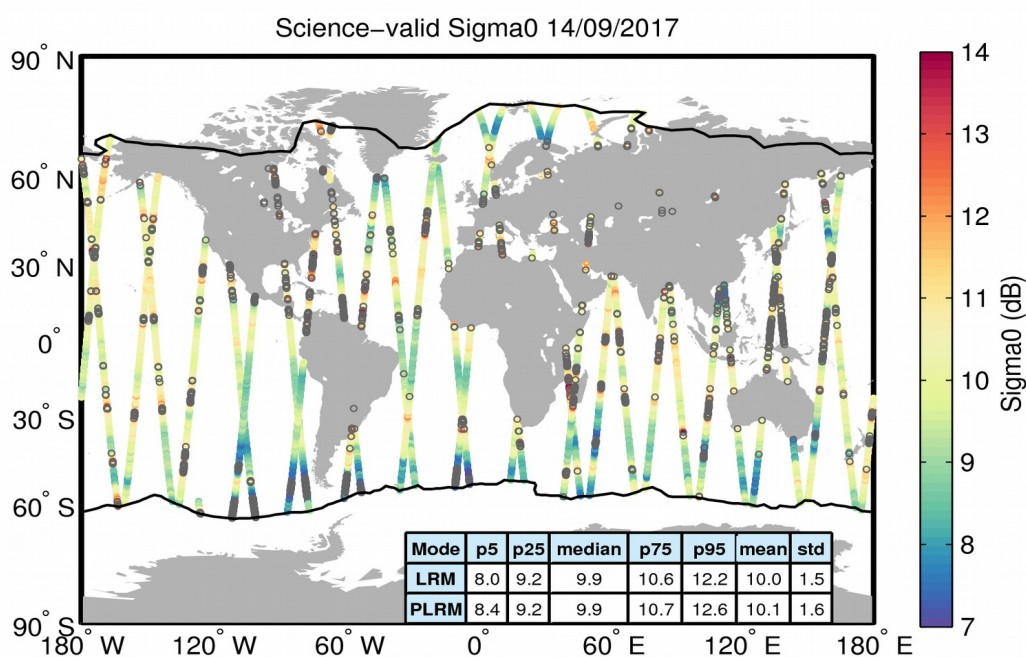 Science−valid Sigma0 14/09/2017
90° N
60° N
30° N
0°
30° S
60° S
90° S
180° W
120° W
60° W
0°
60° E
120° E
180° E
14
13
12
11
10
9
8
7
Sigma0 (dB)
Mode p5 p25 median p75 p95 mean std
LRM 8.0 9.2 9.9 10.6 12.2 10.0 1.5
PLRM 8.4 9.2 9.9 10.7 12.6 10.1 1.6